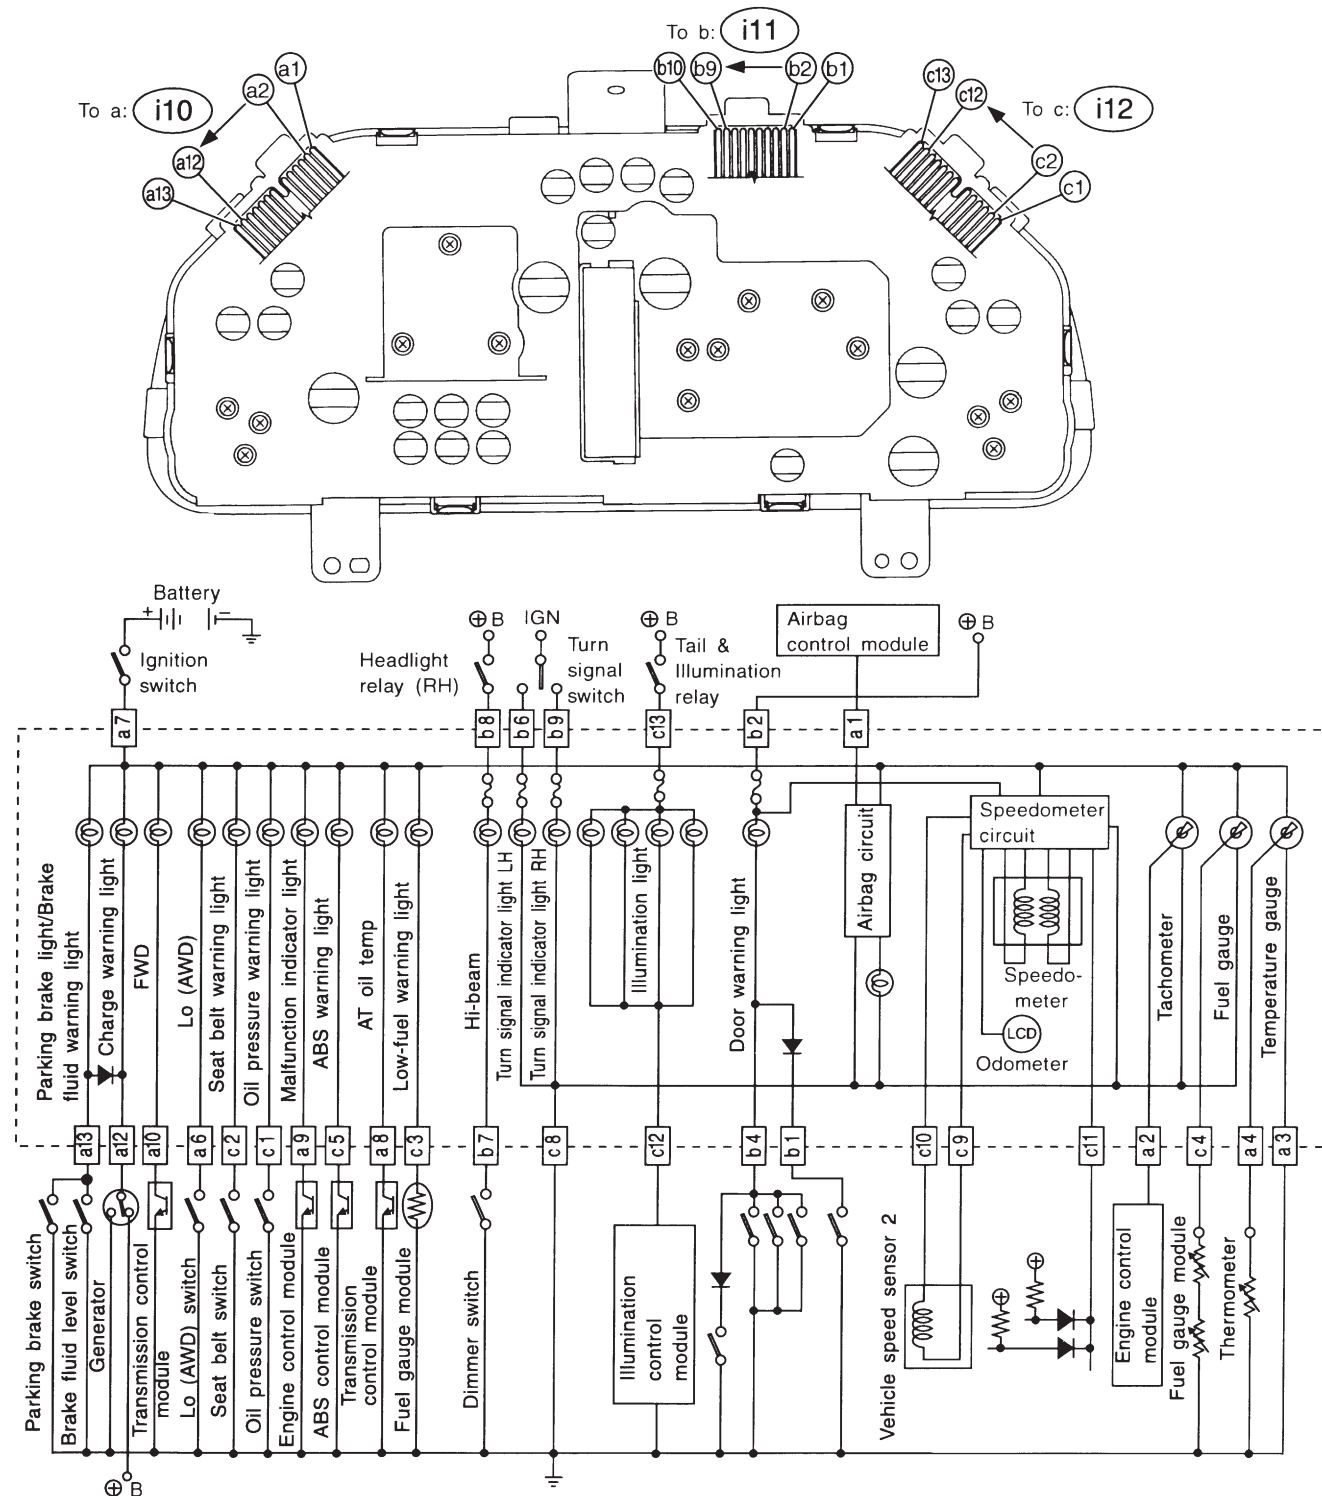 To b: i11
b10 b9 b2 b1
a1
a2
To a: i10
a12
a13
c13
c12
To c: i12
c2
c1
Battery
+ −
Ignition
switch
Headlight
relay (RH)
⊕ B
IGN
Turn
signal
switch
⊕ B
Tail &
Illumination
relay
Airbag
control module
⊕ B
a7 b8 b6 b9 c13 b2 a1
Parking brake light/Brake
fluid warning light
Charge warning light
FWD
Lo (AWD)
Seat belt warning light
Oil pressure warning light
Malfunction indicator light
ABS warning light
AT oil temp
Low-fuel warning light
Hi-beam
Turn signal indicator light LH
Turn signal indicator light RH
Illumination light
Door warning light
Airbag circuit
Speedometer
circuit
Speedo-
meter
LCD
Odometer
Tachometer
Fuel gauge
Temperature gauge
a13 a12 a10 a6 c2 c1 a9 c5 a8 c3 b7 c8 c12 b4 b1 c10 c9 c11 a2 c4 a4 a3
Parking brake switch
Brake fluid level switch
Generator
Transmission control
module
Lo (AWD) switch
Seat belt switch
Oil pressure switch
Engine control module
ABS control module
Transmission
control module
Fuel gauge module
Dimmer switch
Illumination
control
module
Vehicle speed sensor 2
⊕
⊕
Engine control
module
Fuel gauge module
Thermometer
⊕ B